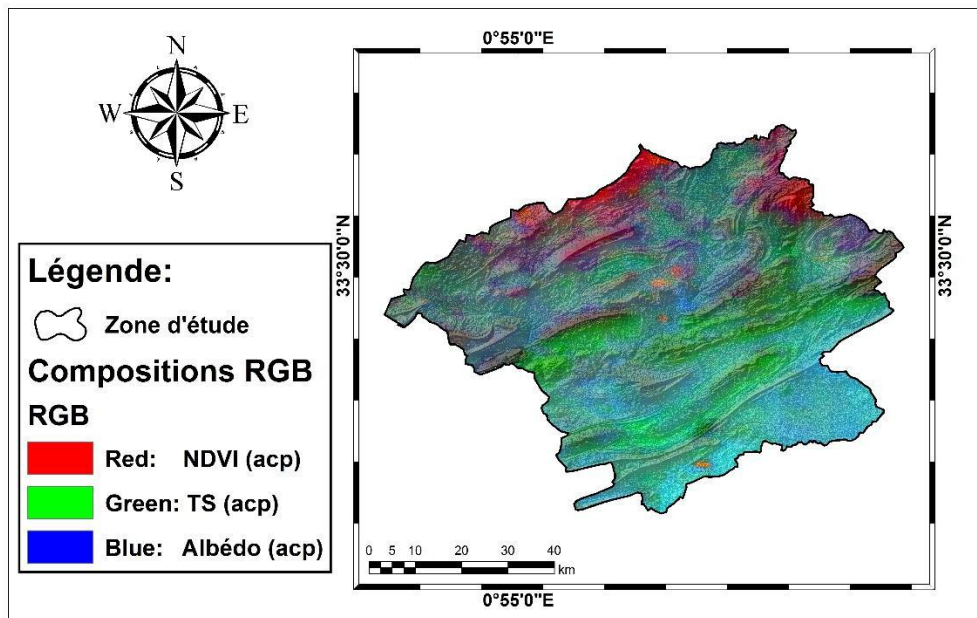 N
W E
S
0°55'0"E
33°30'0"N
33°30'0"N
Légende:
Zone d'étude
Compositions RGB
RGB
Red: NDVI (acp)
Green: TS (acp)
Blue: Albédo (acp)
0 5 10 20 30 40
km
0°55'0"E